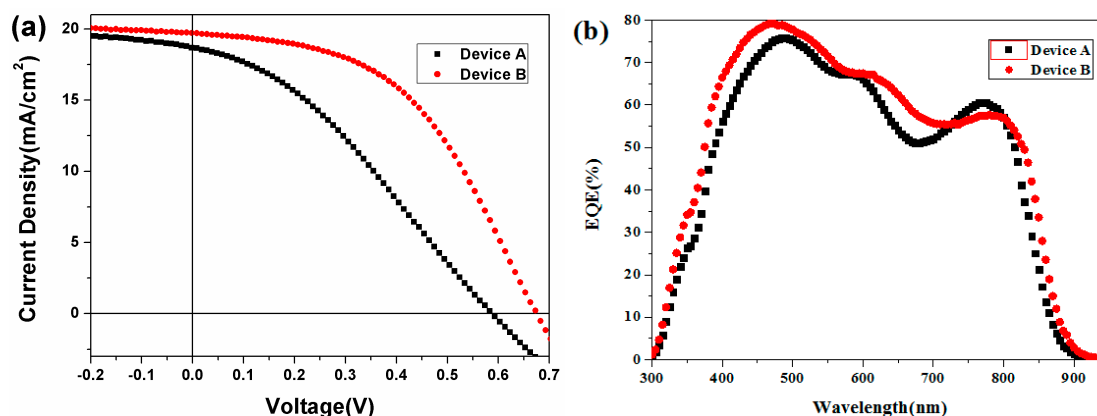 (a)
Current Density(mA/cm²)
20
15
10
5
0
-0.2 -0.1 0.0 0.1 0.2 0.3 0.4 0.5 0.6 0.7
Voltage(V)
Device A
Device B
(b)
EQE(%)
80
70
60
50
40
30
20
10
0
300 400 500 600 700 800 900
Wavelength(nm)
Device A
Device B